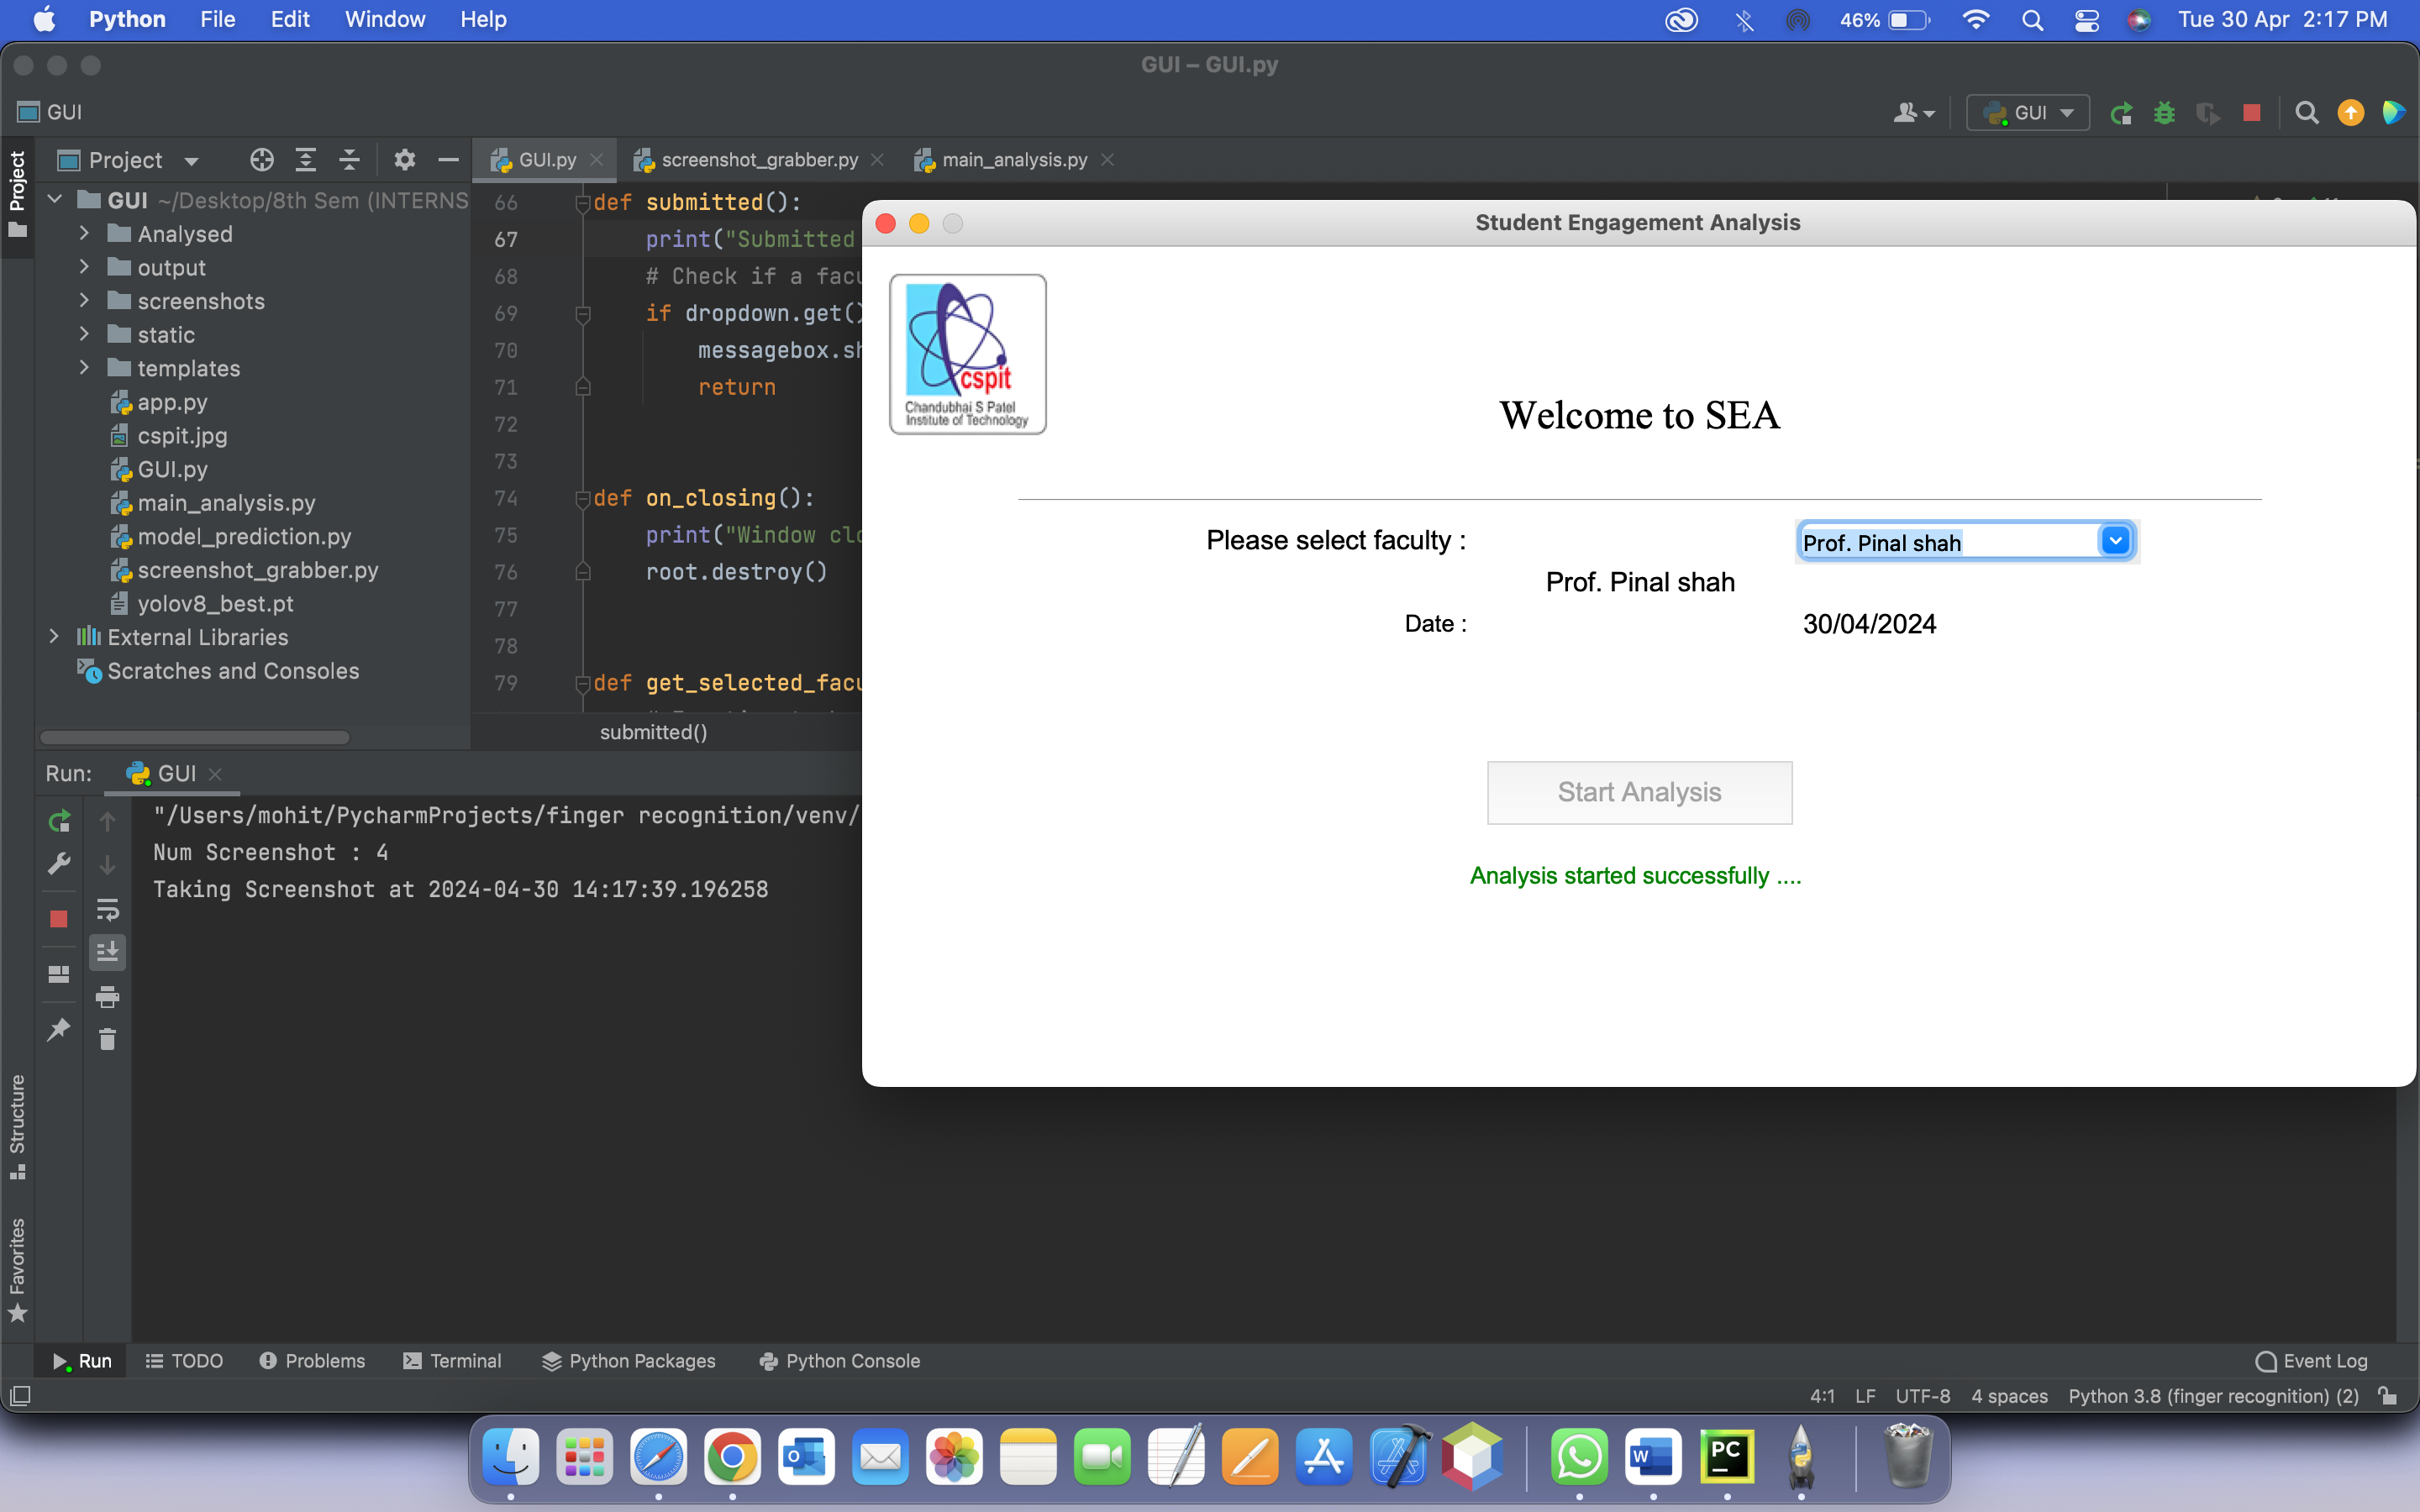 Python File Edit Window Help 46% Tue 30 Apr 2:17 PM
GUI – GUI.py
GUI GUI
Project GUI.py screenshot_grabber.py main_analysis.py
Project
GUI ~/Desktop/8th Sem (INTERNS
Analysed
output
screenshots
static
templates
app.py
cspit.jpg
GUI.py
main_analysis.py
model_prediction.py
screenshot_grabber.py
yolov8_best.pt
External Libraries
Scratches and Consoles
66 def submitted():
67 print("Submitted
68 # Check if a facu
69 if dropdown.get()
70 messagebox.sh
71 return
72
73
74 def on_closing():
75 print("Window clo
76 root.destroy()
77
78
79 def get_selected_facu
submitted()
Student Engagement Analysis
cspit
Chandubhai S Patel
Institute of Technology
Welcome to SEA
Please select faculty : Prof. Pinal shah
Prof. Pinal shah
Date : 30/04/2024
Start Analysis
Analysis started successfully ....
Run: GUI
"/Users/mohit/PycharmProjects/finger recognition/venv/
Num Screenshot : 4
Taking Screenshot at 2024-04-30 14:17:39.196258
Structure
Favorites
Run TODO Problems Terminal Python Packages Python Console Event Log
4:1 LF UTF-8 4 spaces Python 3.8 (finger recognition) (2)
O W PC